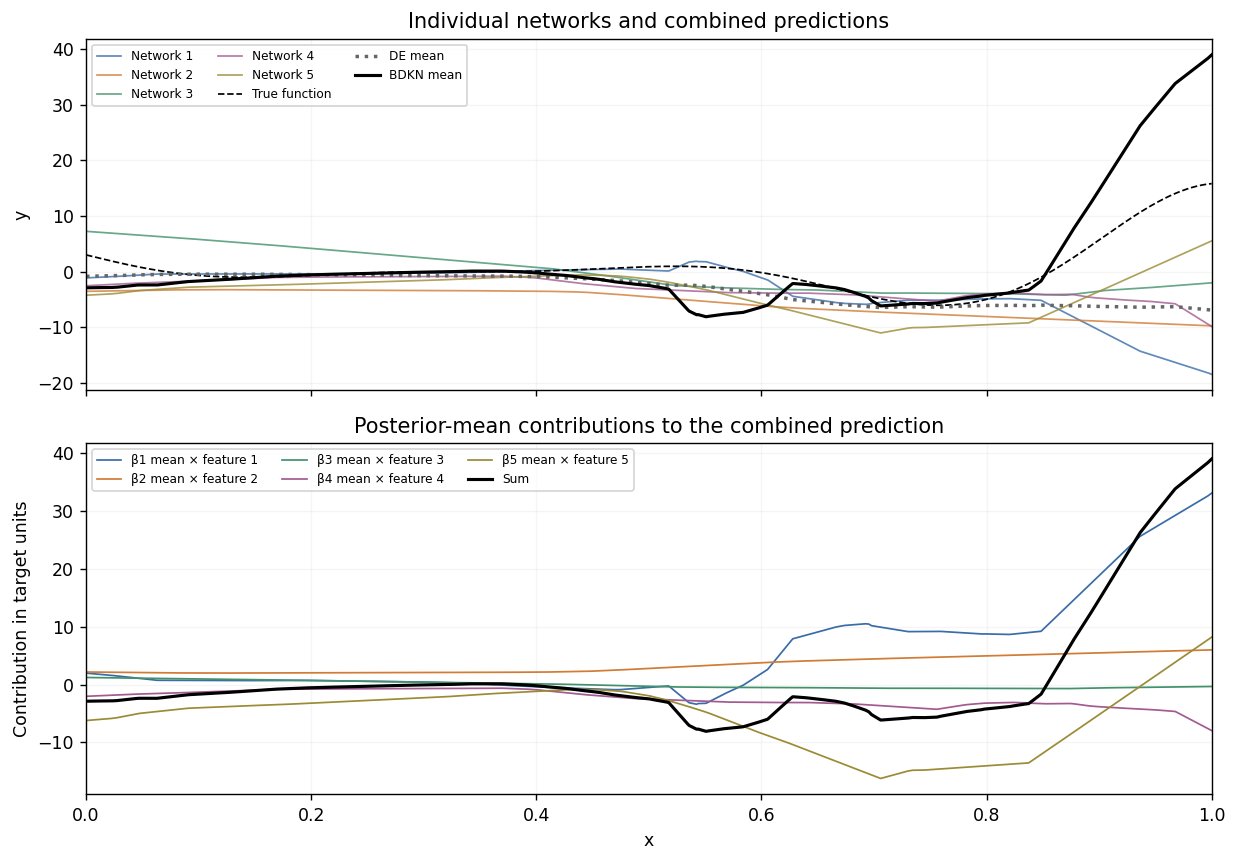 Individual networks and combined predictions
Network 1
Network 2
Network 3
Network 4
Network 5
True function
DE mean
BDKN mean
40
30
20
10
0
−10
−20
y
Posterior-mean contributions to the combined prediction
β1 mean × feature 1
β2 mean × feature 2
β3 mean × feature 3
β4 mean × feature 4
β5 mean × feature 5
Sum
40
30
20
10
0
−10
Contribution in target units
0.0 0.2 0.4 0.6 0.8 1.0
x